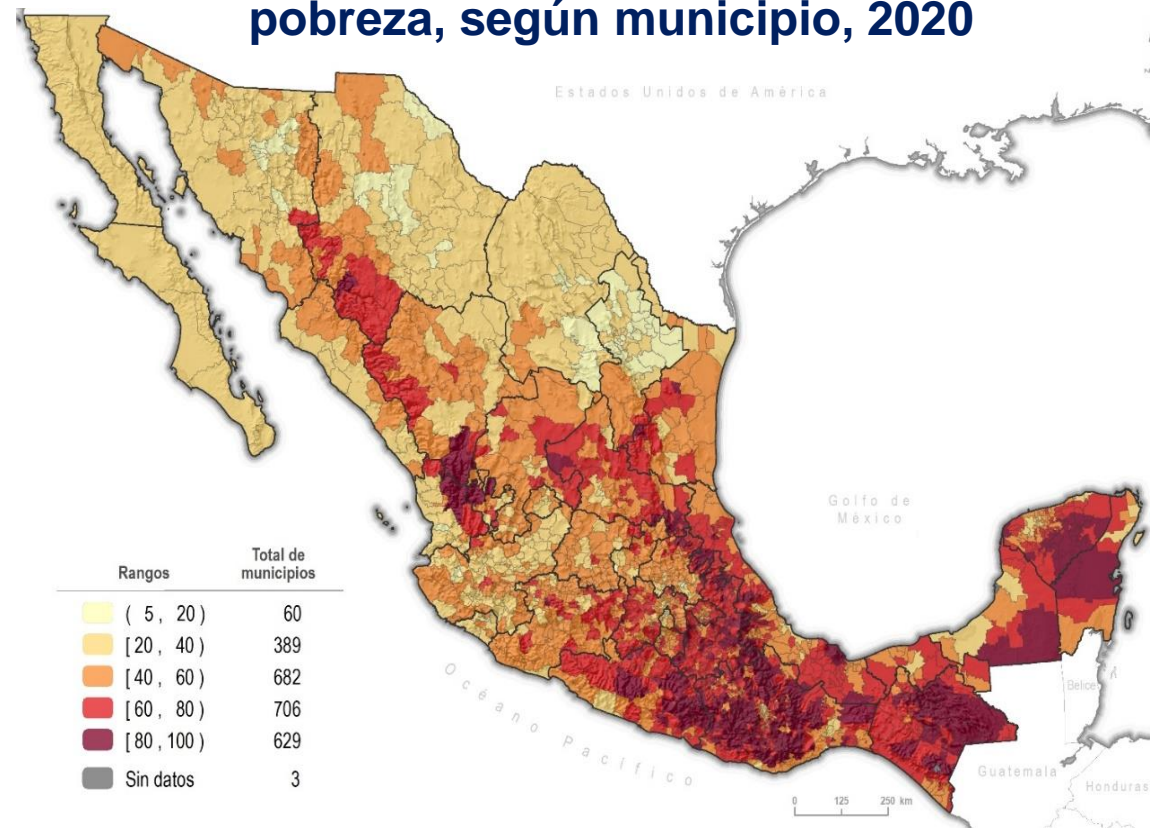 pobreza, según municipio, 2020
Estados Unidos de América
Golfo de
México
Rangos
Total de
municipios
( 5 , 20 ) 60
[ 20 , 40 ) 389
[ 40 , 60 ) 682
[ 60 , 80 ) 706
[ 80 , 100 ) 629
Sin datos 3
Océano Pacífico
Belice
Guatemala
Honduras
0 125 250 km